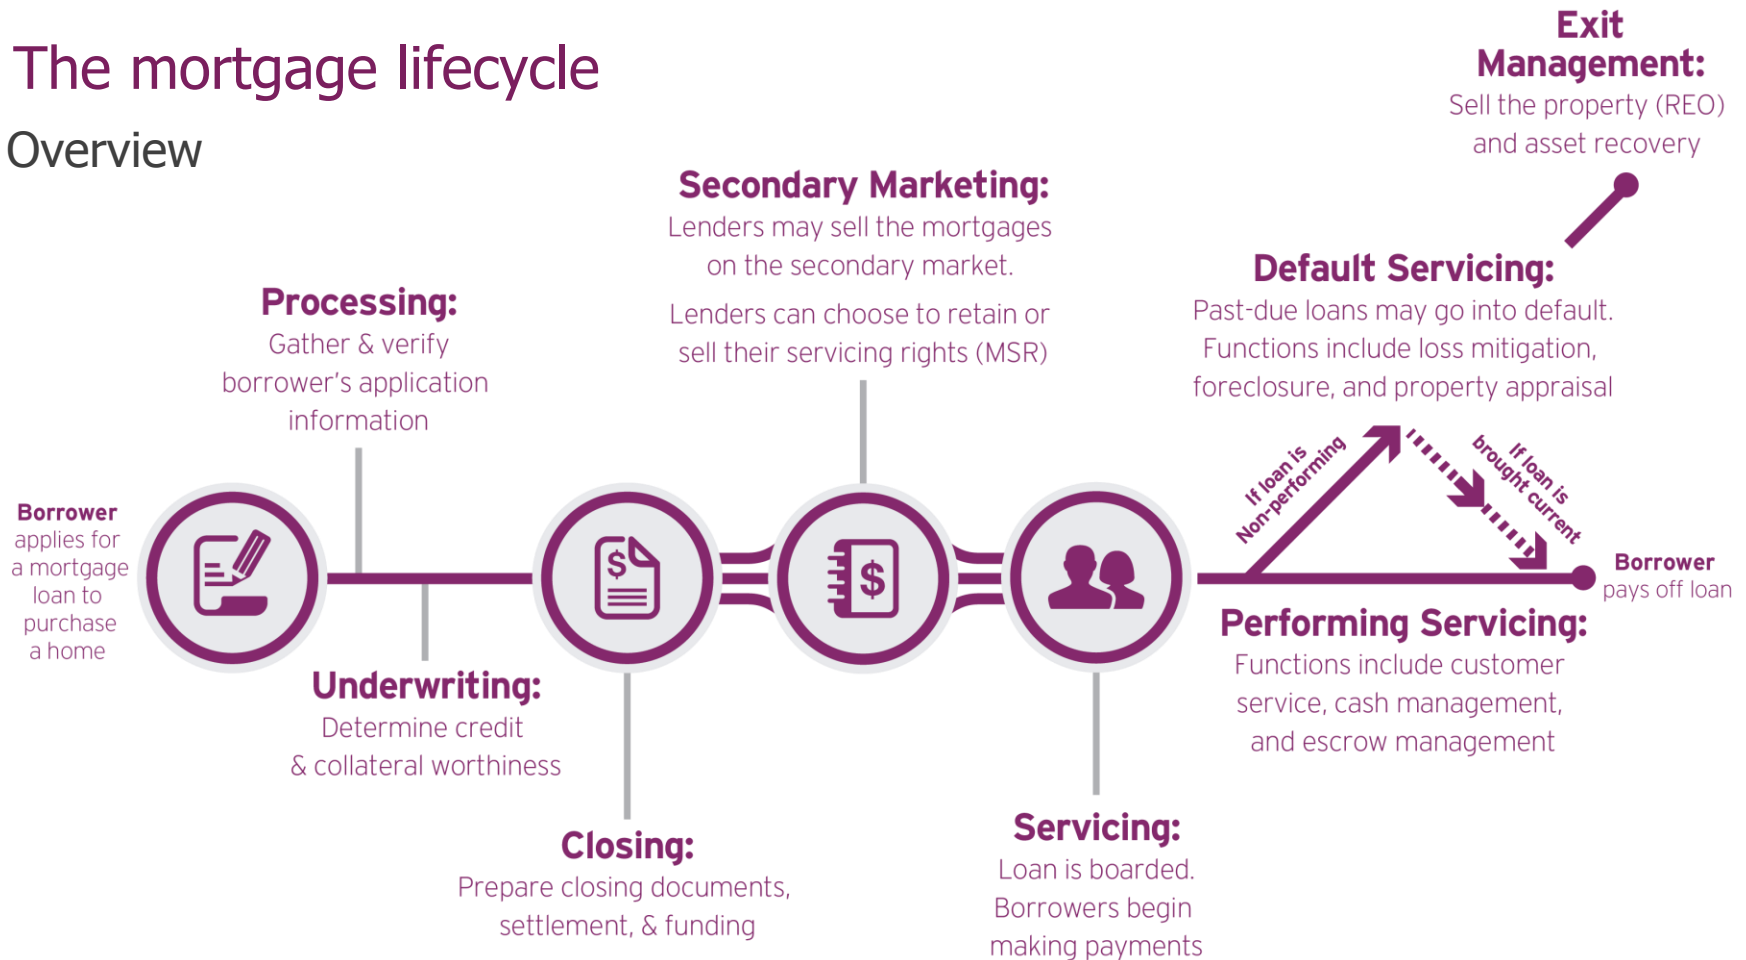 The mortgage lifecycle
Overview
Borrower
applies for
a mortgage
loan to
purchase
a home
Processing:
Gather & verify
borrower's application
information
Underwriting:
Determine credit
& collateral worthiness
$
Closing:
Prepare closing documents,
settlement, & funding
Secondary Marketing:
Lenders may sell the mortgages
on the secondary market.
Lenders can choose to retain or
sell their servicing rights (MSR)
$
Servicing:
Loan is boarded.
Borrowers begin
making payments
Performing Servicing:
Functions include customer
service, cash management,
and escrow management
If loan is
Non-performing
Default Servicing:
Past-due loans may go into default.
Functions include loss mitigation,
foreclosure, and property appraisal
If loan is
brought current
Exit
Management:
Sell the property (REO)
and asset recovery
Borrower
pays off loan